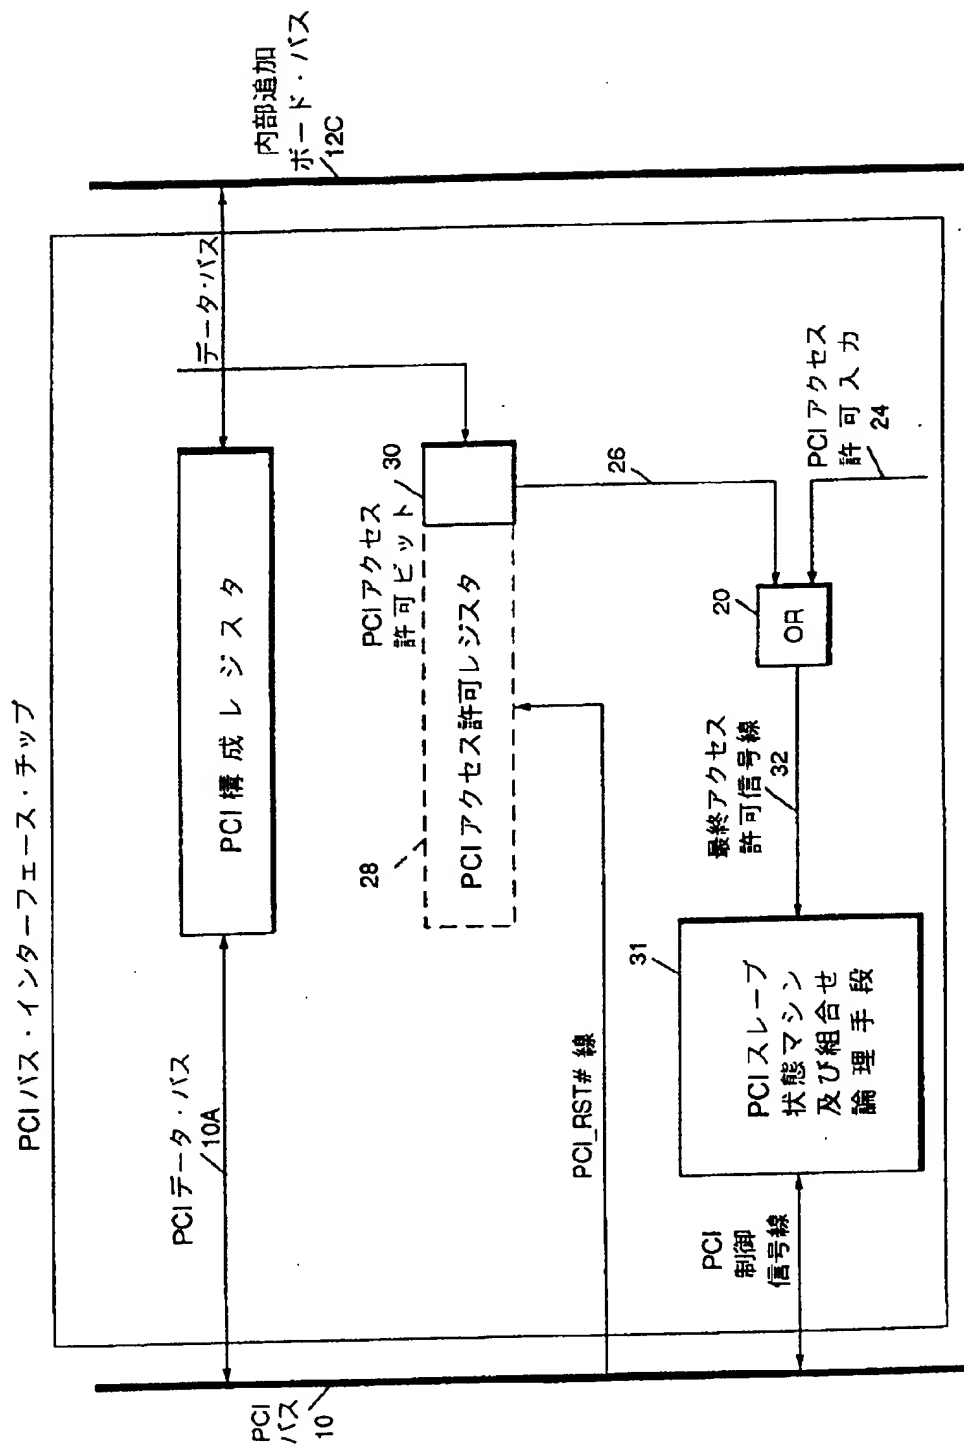 PCIバス・インターフェース・チップ
内部追加
ボード・バス
12C
データ・バス
PCI構成レジスタ
PCIデータ・バス
10A
PCIアクセス
許可ビット
30
28
PCIアクセス許可レジスタ
26
PCIアクセス
許可入力
24
20
OR
最終アクセス
許可信号線
32
31
PCIスレーブ
状態マシン
及び組合せ
論理手段
PCI_RST#線
PCI
制御
信号線
PCI
バス
10